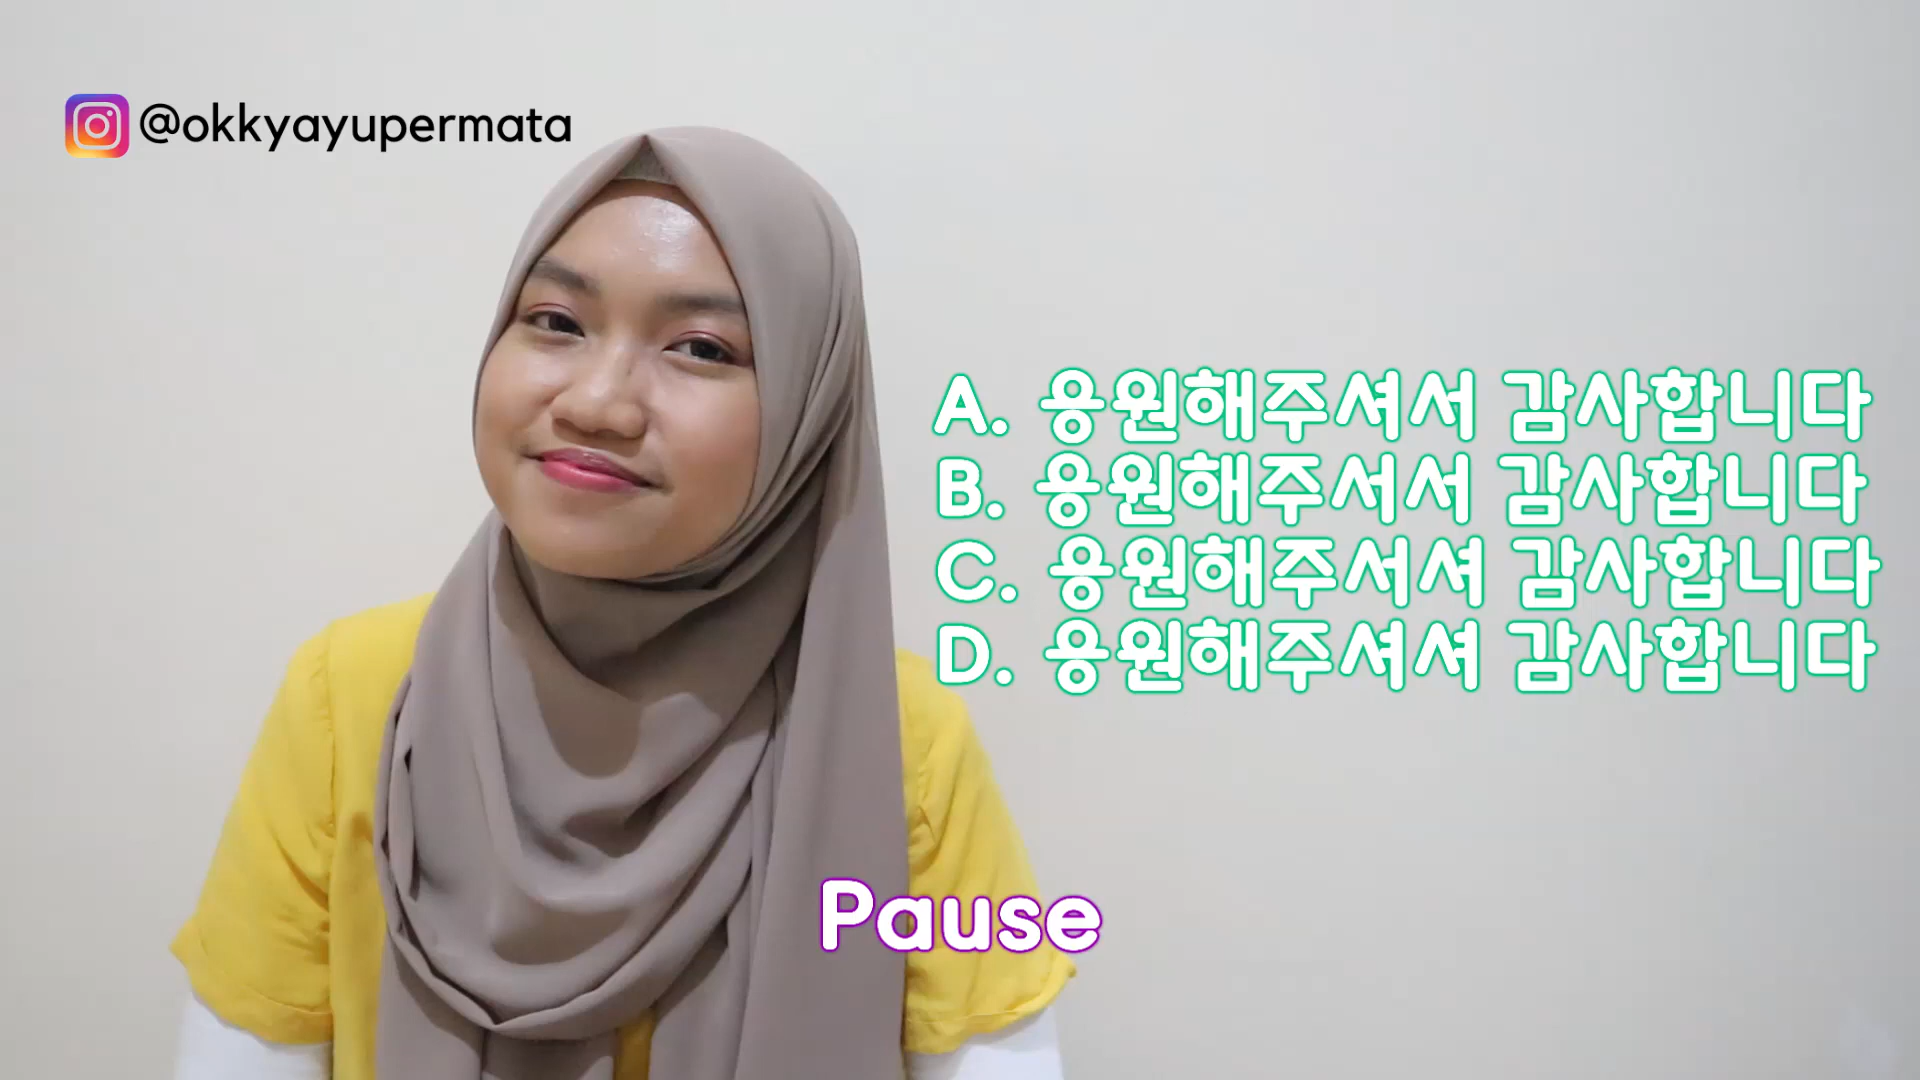 @okkyayupermata
A. 응원해주셔서 감사합니다
B. 응원해주서서 감사합니다
C. 응원해주서셔 감사합니다
D. 응원해주셔셔 감사합니다
Pause